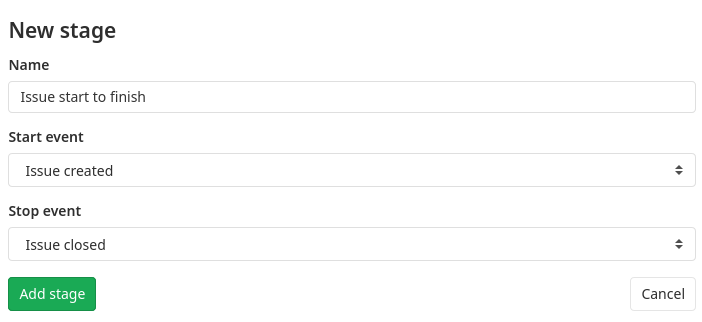 New stage
Name
Issue start to finish
Start event
Issue created
Stop event
Issue closed
Add stage
Cancel